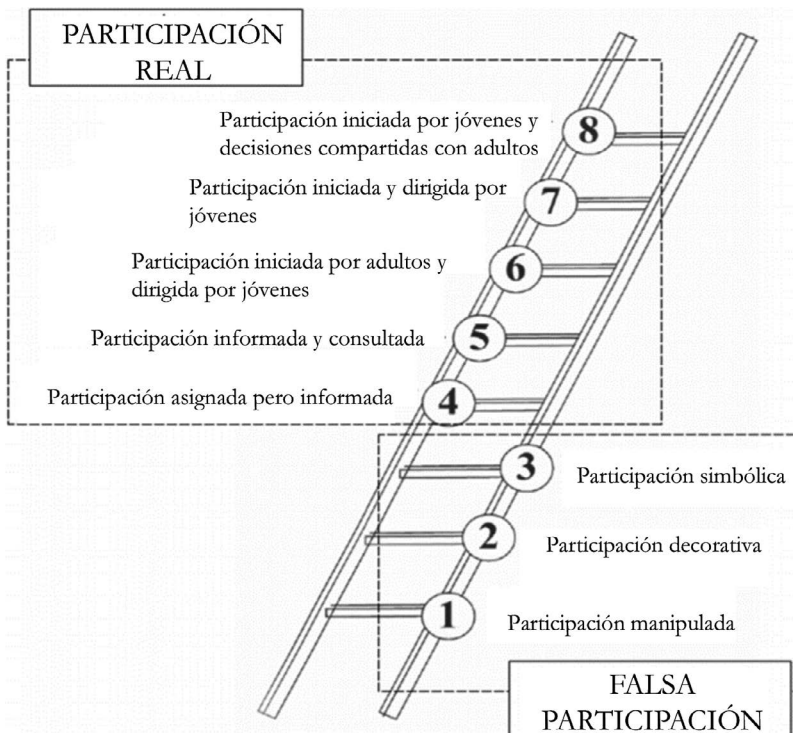 PARTICIPACIÓN
REAL
Participación iniciada por jóvenes y
decisiones compartidas con adultos
8
Participación iniciada y dirigida por
jóvenes
7
Participación iniciada por adultos y
dirigida por jóvenes
6
Participación informada y consultada
5
Participación asignada pero informada
4
3
Participación simbólica
2
Participación decorativa
1
Participación manipulada
FALSA
PARTICIPACIÓN